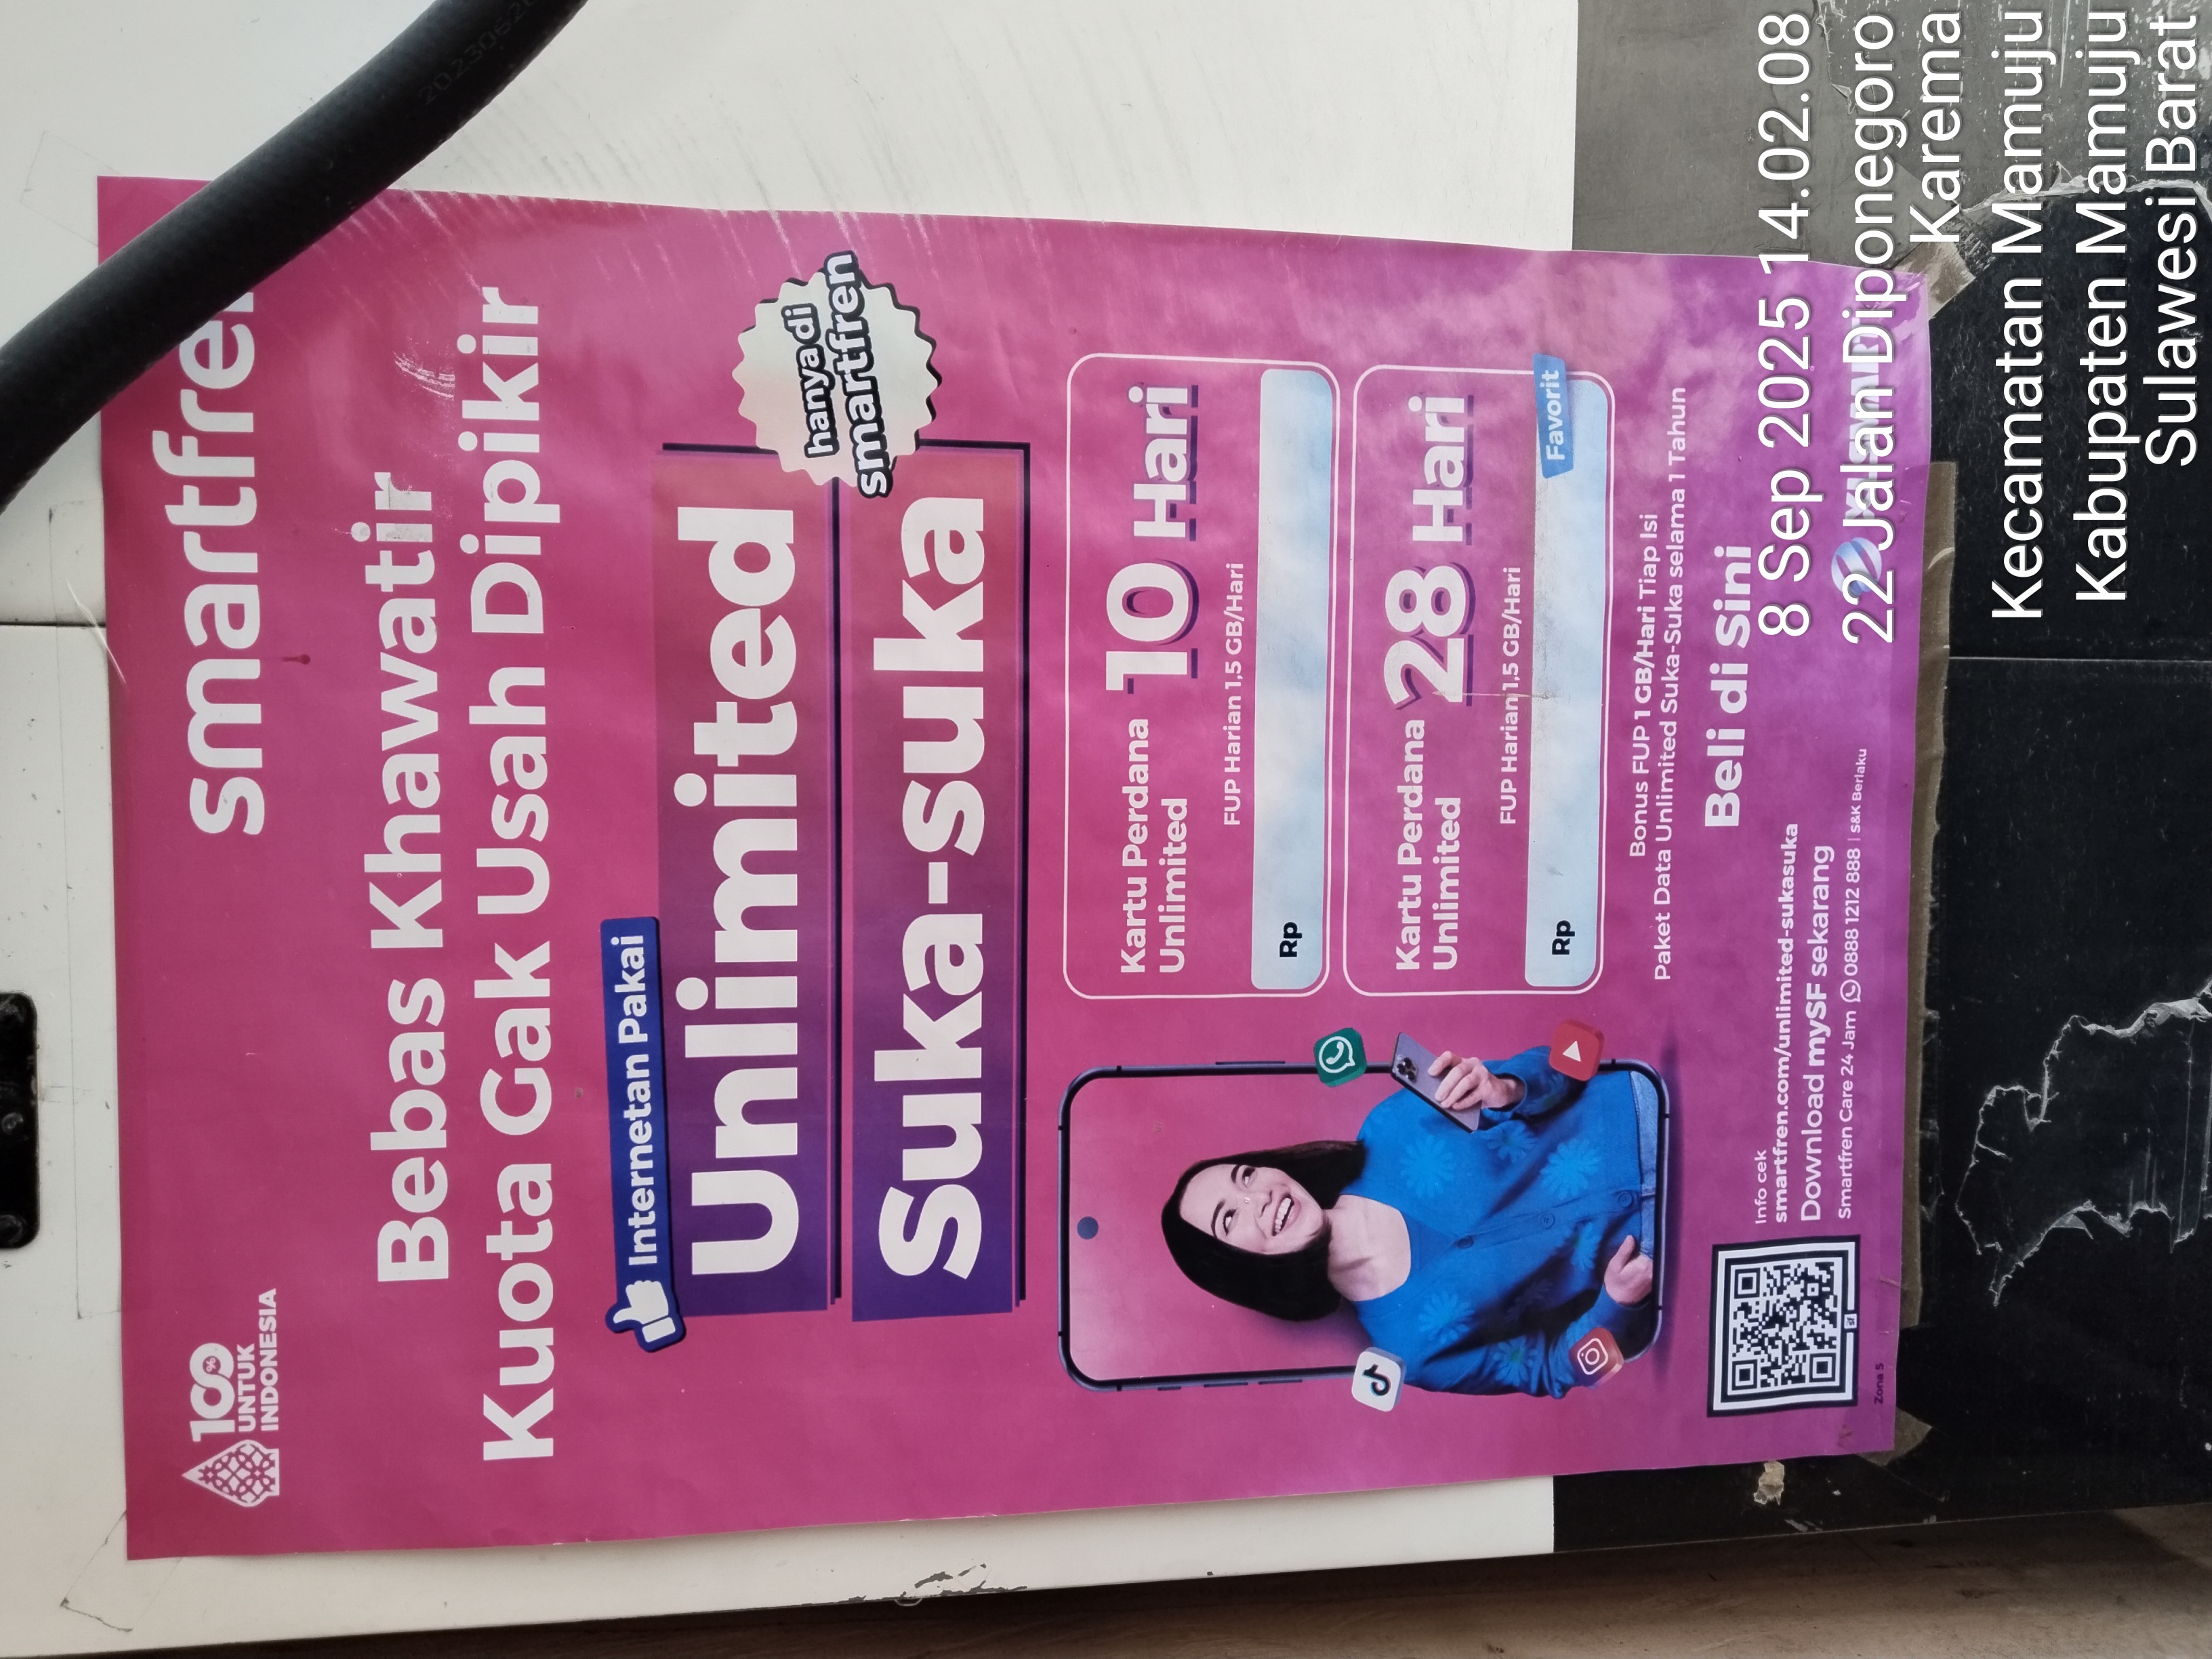 100%
UNTUK
INDONESIA
smartfren
Bebas Khawatir
Kuota Gak Usah Dipikir
Internetan Pakai
Unlimited
Suka-suka
hanya di
smartfren
Kartu Perdana
Unlimited
10 Hari
FUP Harian 1.5 GB/Hari
Rp
Kartu Perdana
Unlimited
28 Hari
FUP Harian 1.5 GB/Hari
Rp
Favorit
Bonus FUP 1 GB/Hari Tiap Isi
Paket Data Unlimited Suka-Suka selama 1 Tahun
Beli di Sini
Info cek
smartfren.com/unlimited-sukasuka
Download mySF sekarang
Smartfren Care 24 Jam 0888 1212 888 | S&K Berlaku
Zona 5
8 Sep 2025 14.02.08
22 Jalan Diponegoro
Karema
Kecamatan Mamuju
Kabupaten Mamuju
Sulawesi Barat